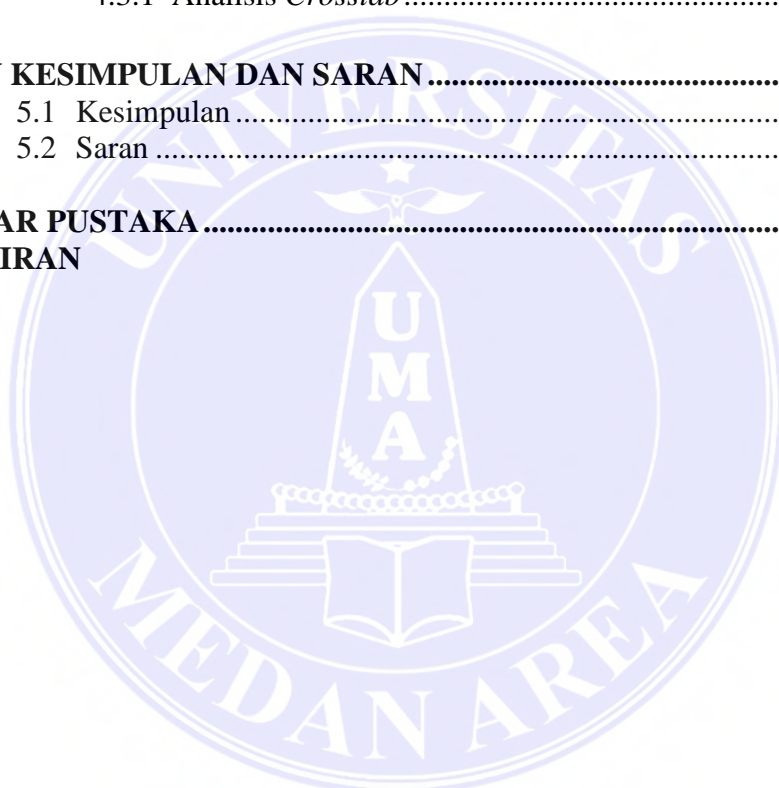 4.3.1 Analisis Crosstab ................................................
KESIMPULAN DAN SARAN ................................................
5.1 Kesimpulan ................................................
5.2 Saran ................................................
AR PUSTAKA ................................................
IRAN
UNIVERSITAS
UMA
MEDAN AREA